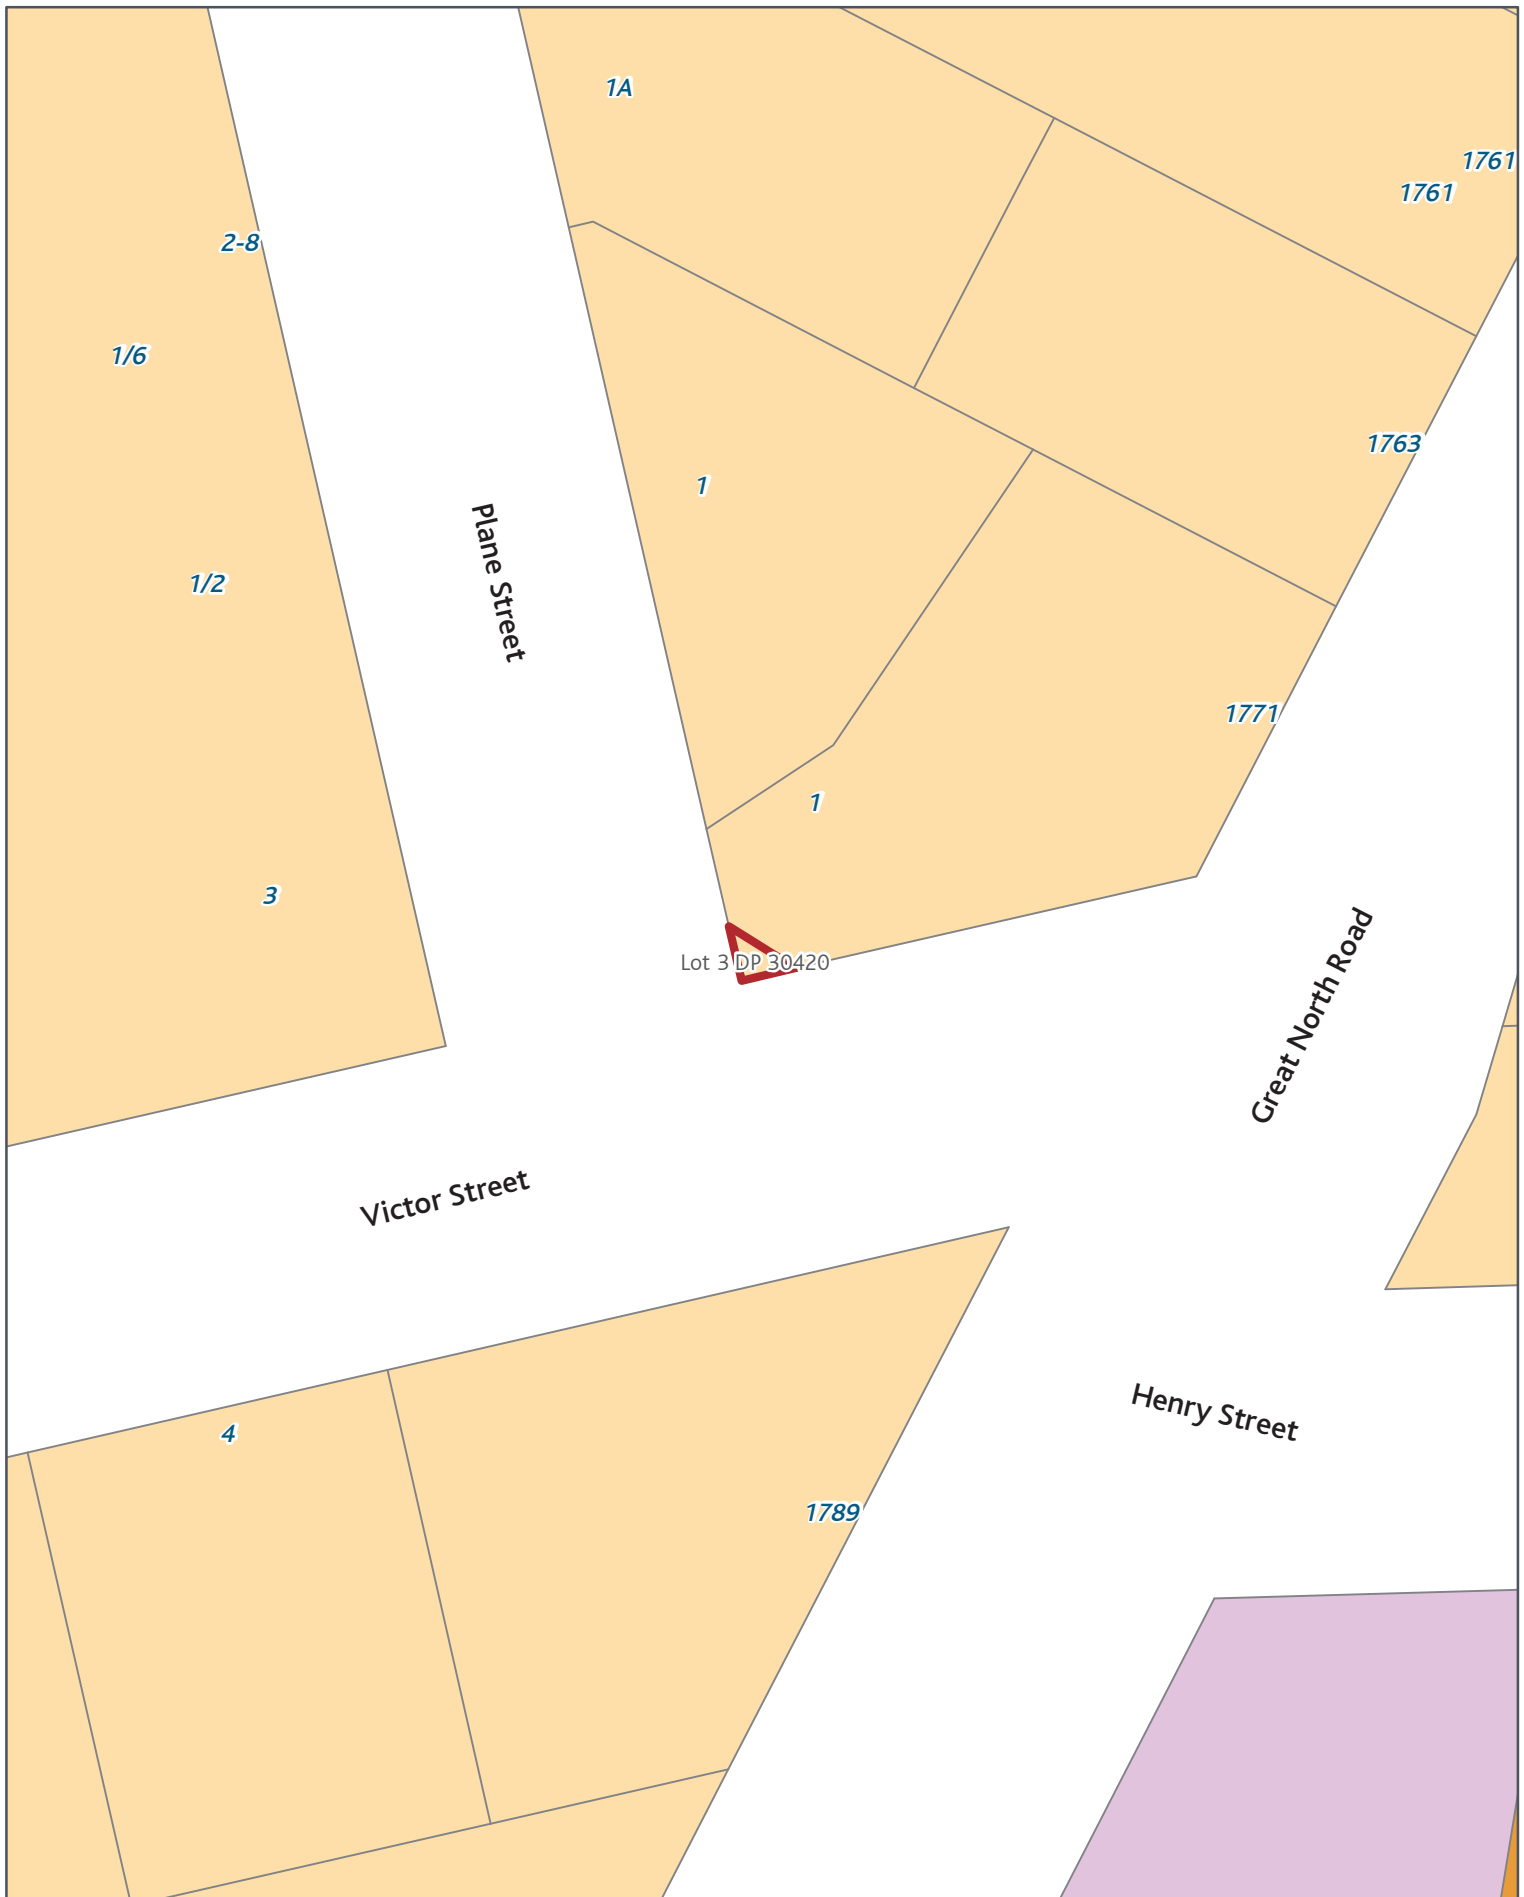 1A
1761
1761
2-8
1/6
1763
1
Plane Street
1/2
1771
1
3
Lot 3 DP 30420
Great North Road
Victor Street
Henry Street
4
1789